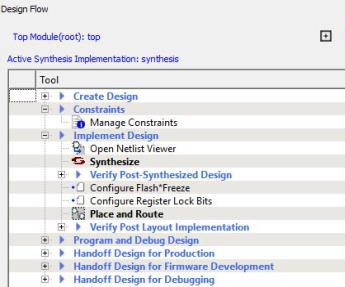 Design Flow
Top Module(root): top
Active Synthesis Implementation: synthesis
Tool
Create Design
Constraints
Manage Constraints
Implement Design
Open Netlist Viewer
Synthesize
Verify Post-Synthesized Design
Configure Flash*Freeze
Configure Register Lock Bits
Place and Route
Verify Post Layout Implementation
Program and Debug Design
Handoff Design for Production
Handoff Design for Firmware Development
Handoff Design for Debugging